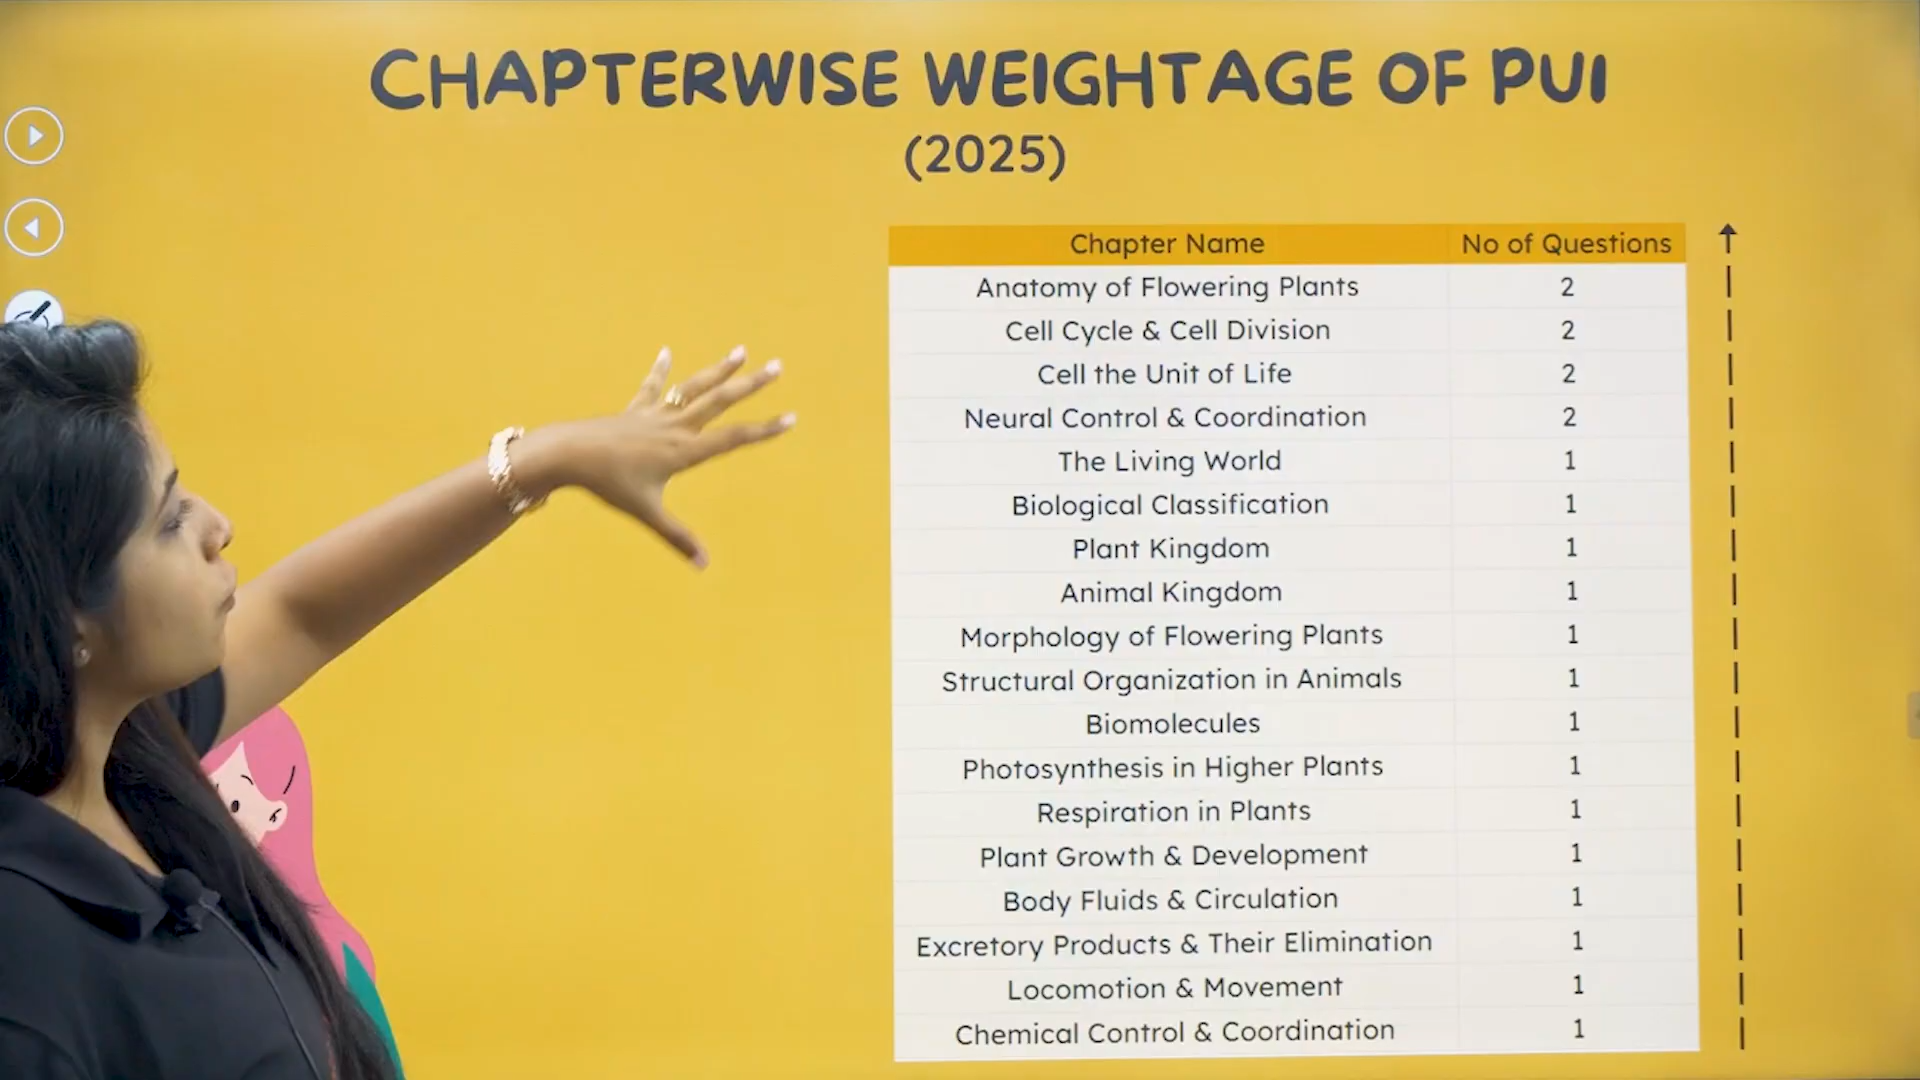 CHAPTERWISE WEIGHTAGE OF PUI
(2025)
Chapter Name No of Questions
Anatomy of Flowering Plants 2
Cell Cycle & Cell Division 2
Cell the Unit of Life 2
Neural Control & Coordination 2
The Living World 1
Biological Classification 1
Plant Kingdom 1
Animal Kingdom 1
Morphology of Flowering Plants 1
Structural Organization in Animals 1
Biomolecules 1
Photosynthesis in Higher Plants 1
Respiration in Plants 1
Plant Growth & Development 1
Body Fluids & Circulation 1
Excretory Products & Their Elimination 1
Locomotion & Movement 1
Chemical Control & Coordination 1